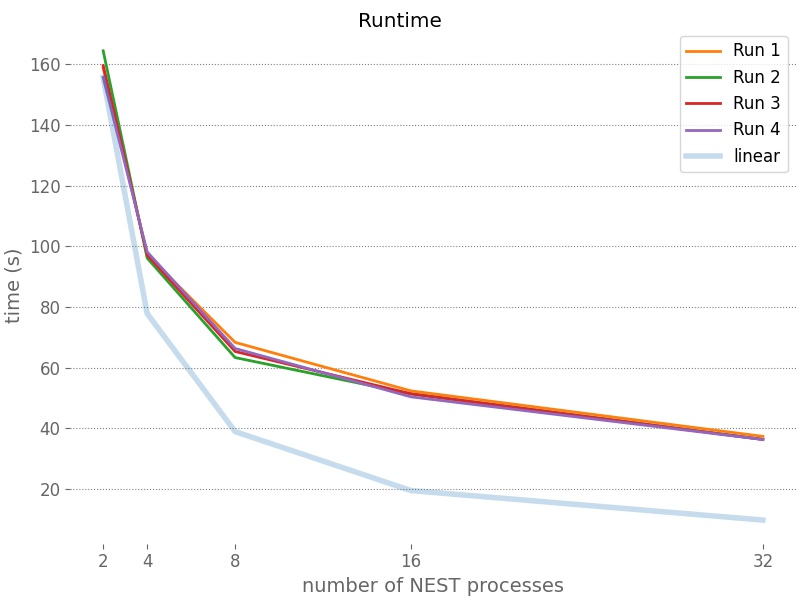 Runtime
Run 1
Run 2
Run 3
Run 4
linear
160
140
120
100
80
60
40
20
time (s)
2 4 8 16 32
number of NEST processes